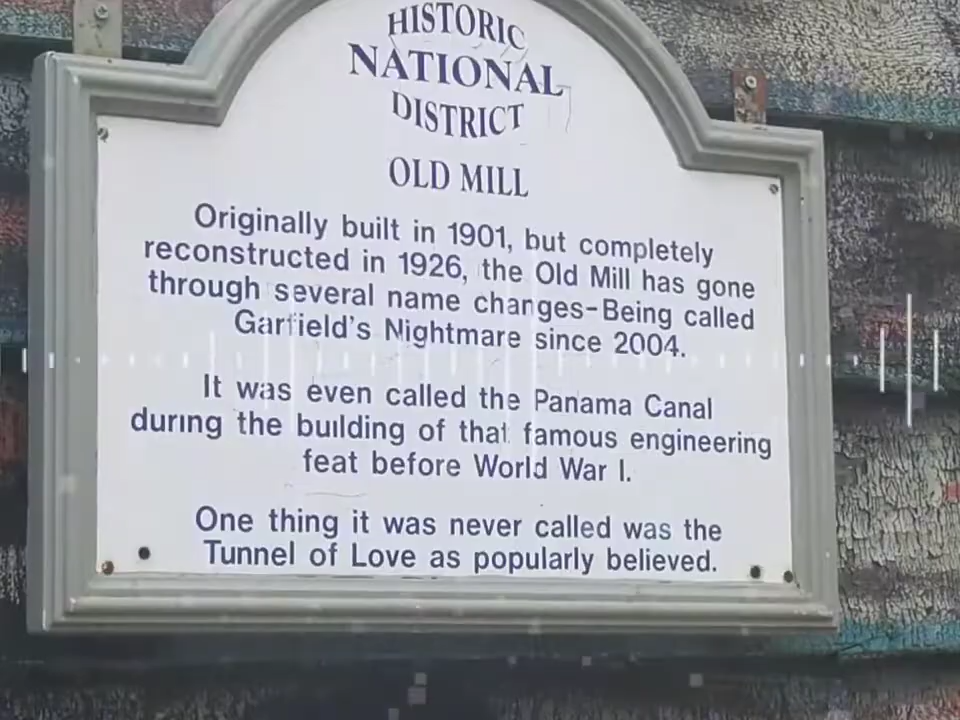 HISTORIC
NATIONAL
DISTRICT
OLD MILL
Originally built in 1901, but completely
reconstructed in 1926, the Old Mill has gone
through several name changes-Being called
Garfield's Nightmare since 2004.
It was even called the Panama Canal
during the building of that famous engineering
feat before World War I.
One thing it was never called was the
Tunnel of Love as popularly believed.